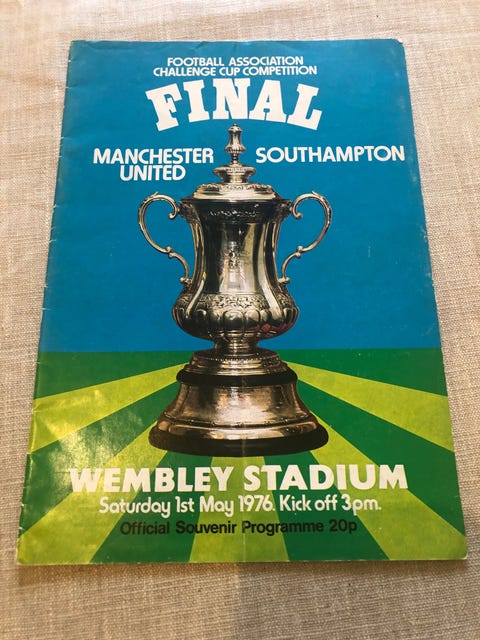 FOOTBALL ASSOCIATION
CHALLENGE CUP COMPETITION
FINAL
MANCHESTER UNITED
SOUTHAMPTON
WEMBLEY STADIUM
Saturday 1st May 1976. Kick off 3pm.
Official Souvenir Programme 20p